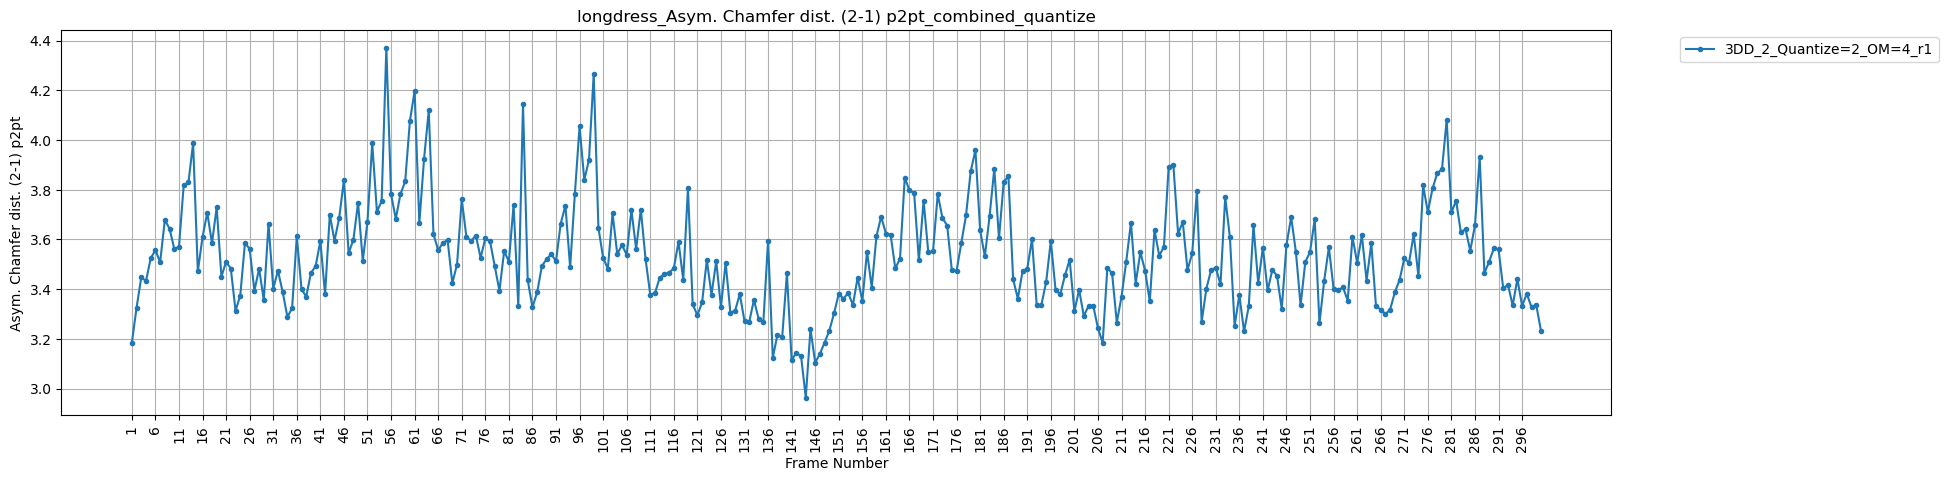 longdress_Asym. Chamfer dist. (2-1) p2pt_combined_quantize
3DD_2_Quantize=2_OM=4_r1
Asym. Chamfer dist. (2-1) p2pt
4.4
4.2
4.0
3.8
3.6
3.4
3.2
3.0
1 6 11 16 21 26 31 36 41 46 51 56 61 66 71 76 81 86 91 96 101 106 111 116 121 126 131 136 141 146 151 156 161 166 171 176 181 186 191 196 201 206 211 216 221 226 231 236 241 246 251 256 261 266 271 276 281 286 291 296
Frame Number